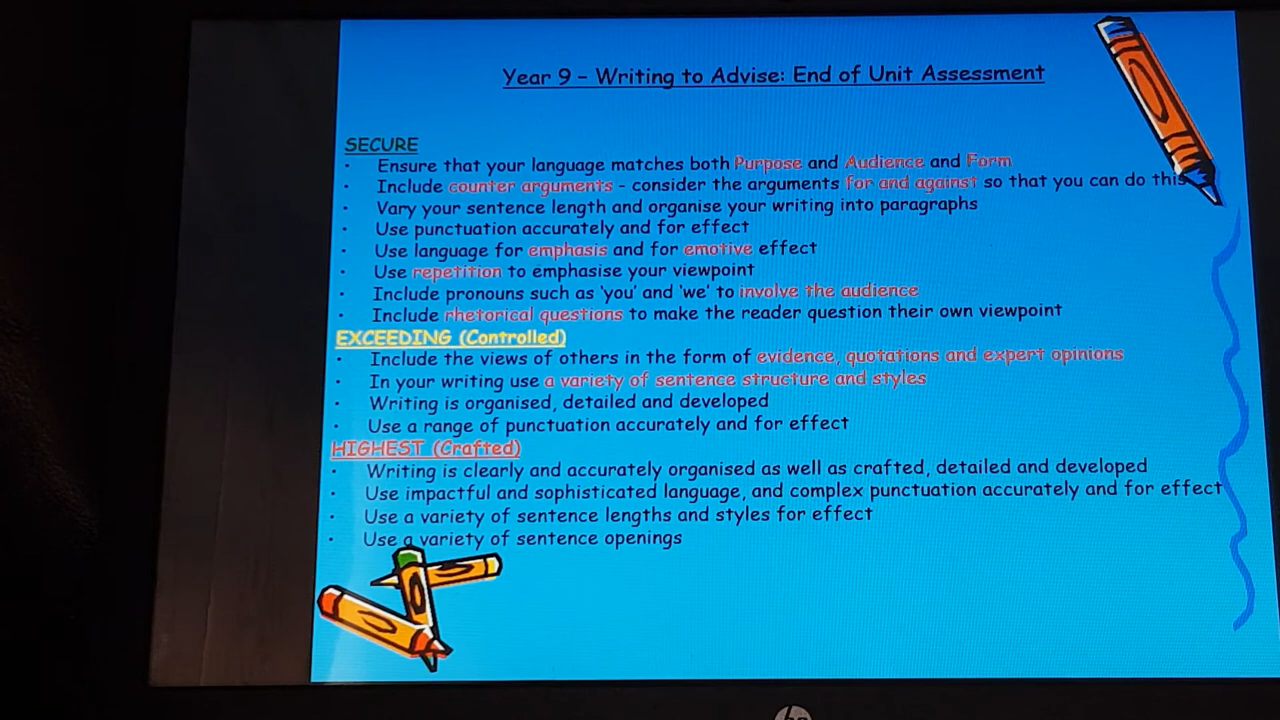 Year 9 – Writing to Advise: End of Unit Assessment
SECURE
• Ensure that your language matches both Purpose and Audience and Form
• Include counter arguments – consider the arguments for and against so that you can do this
• Vary your sentence length and organise your writing into paragraphs
• Use punctuation accurately and for effect
• Use language for emphasis and for emotive effect
• Use repetition to emphasise your viewpoint
• Include pronouns such as ‘you’ and ‘we’ to involve the audience
• Include rhetorical questions to make the reader question their own viewpoint
EXCEEDING (Controlled)
• Include the views of others in the form of evidence, quotations and expert opinions
• In your writing use a variety of sentence structure and styles
• Writing is organised, detailed and developed
• Use a range of punctuation accurately and for effect
HIGHEST (Crafted)
• Writing is clearly and accurately organised as well as crafted, detailed and developed
• Use impactful and sophisticated language, and complex punctuation accurately and for effect
• Use a variety of sentence lengths and styles for effect
• Use a variety of sentence openings
hp